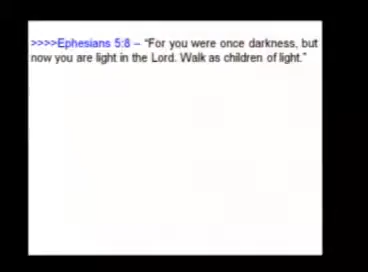 >>>>Ephesians 5:8 – "For you were once darkness, but
now you are light in the Lord. Walk as children of light."